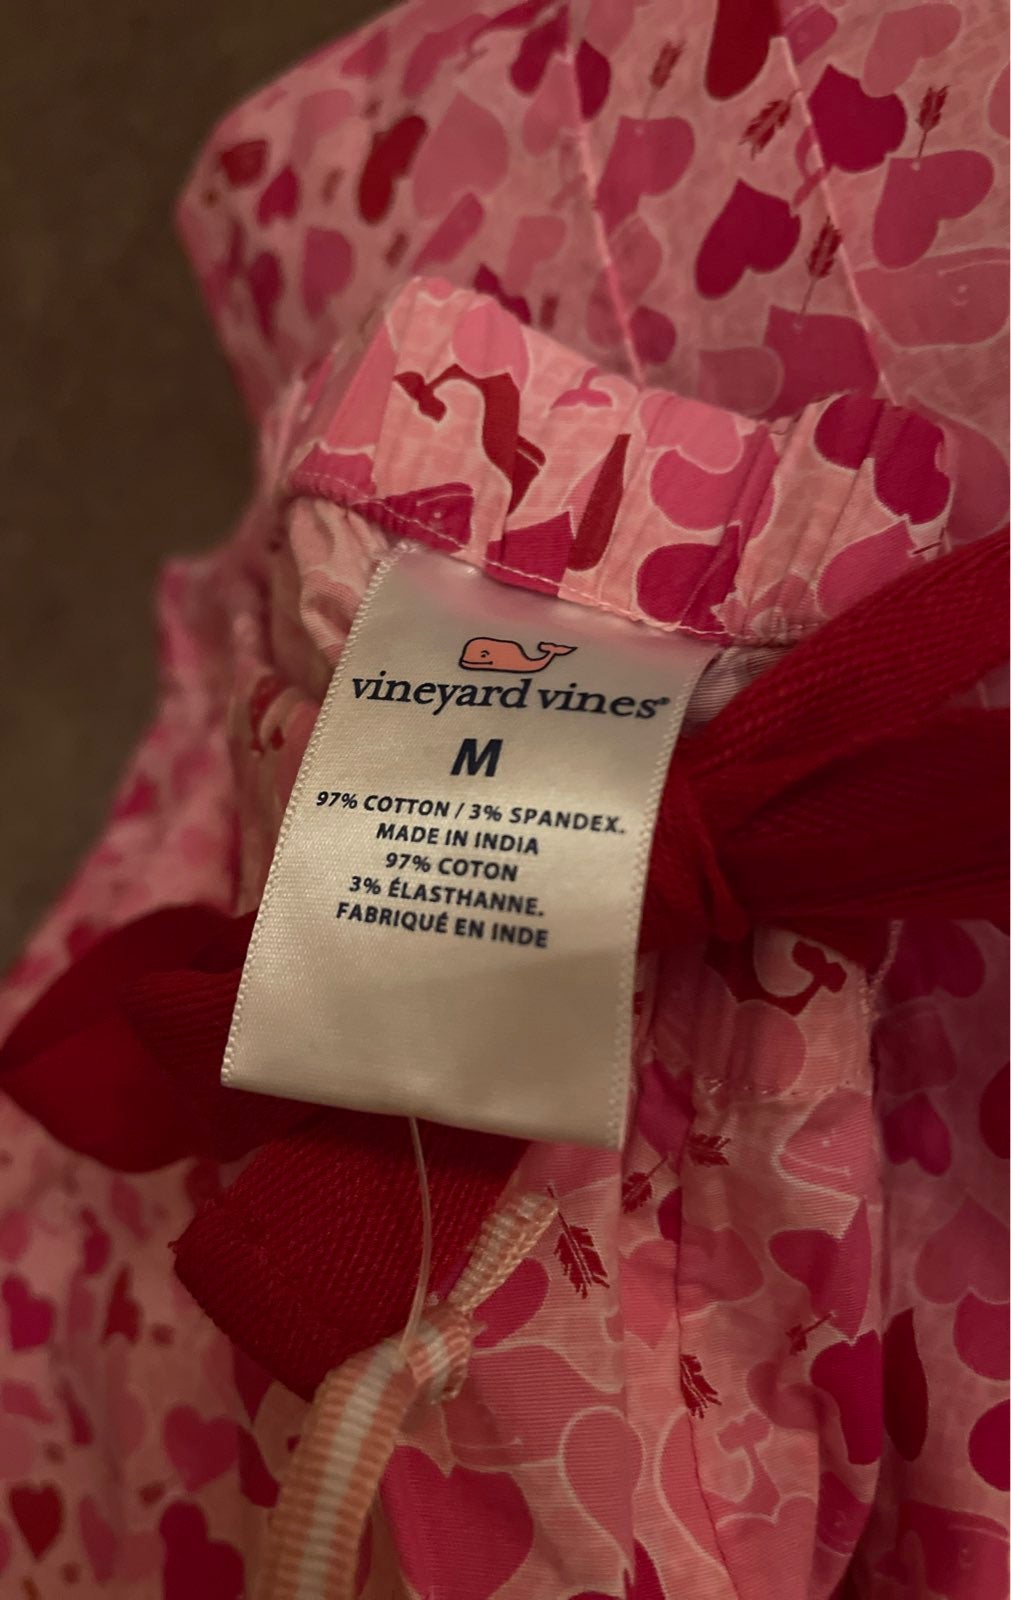 vineyard vines®
M
97% COTTON / 3% SPANDEX.
MADE IN INDIA
97% COTON
3% ÉLASTHANNE.
FABRIQUÉ EN INDE